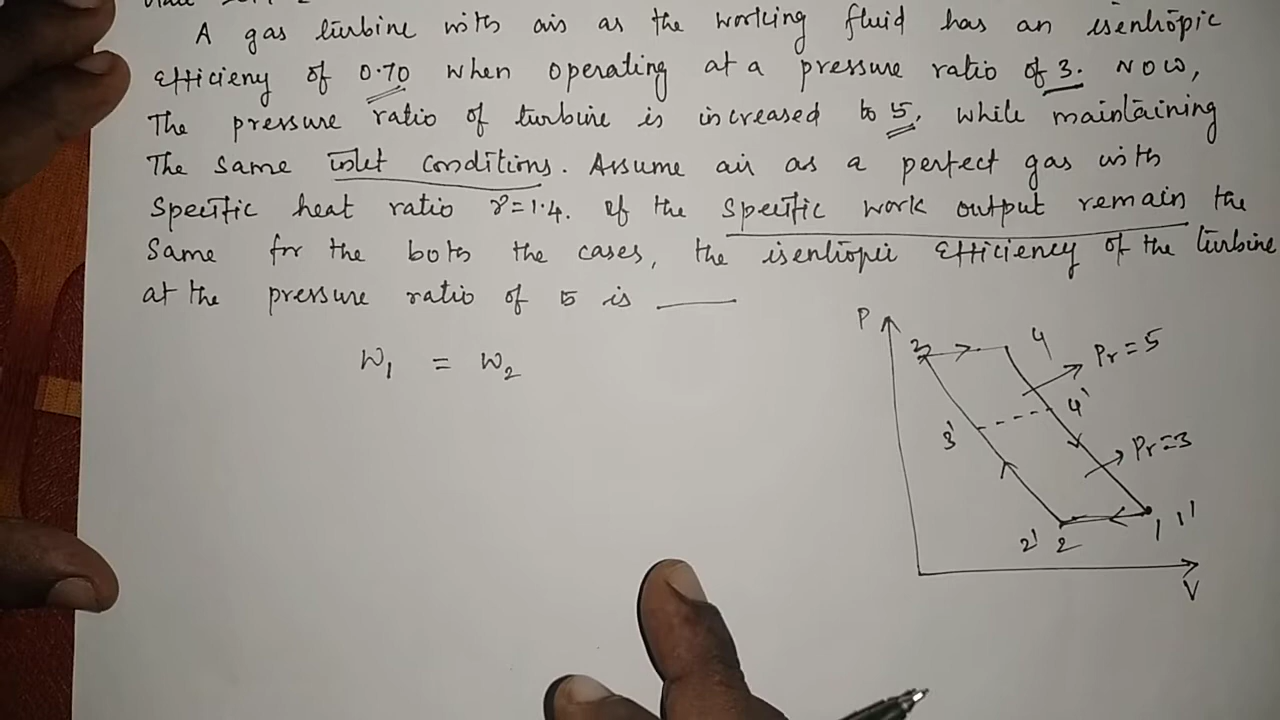 A gas turbine with air as the working fluid has an isentropic
efficieny of 0.70 when operating at a pressure ratio of 3. Now,
The pressure ratio of turbine is increased to 5, while maintaining
The same inlet conditions. Assume air as a perfect gas with
Specific heat ratio γ=1.4. If the specific work output remain the
Same for the both the cases, the isentropic Efficiency of the turbine
at the pressure ratio of 5 is
W1 = W2
P
3 4 Pr=5
3' 4'
Pr=3
2' 2 1 1'
V